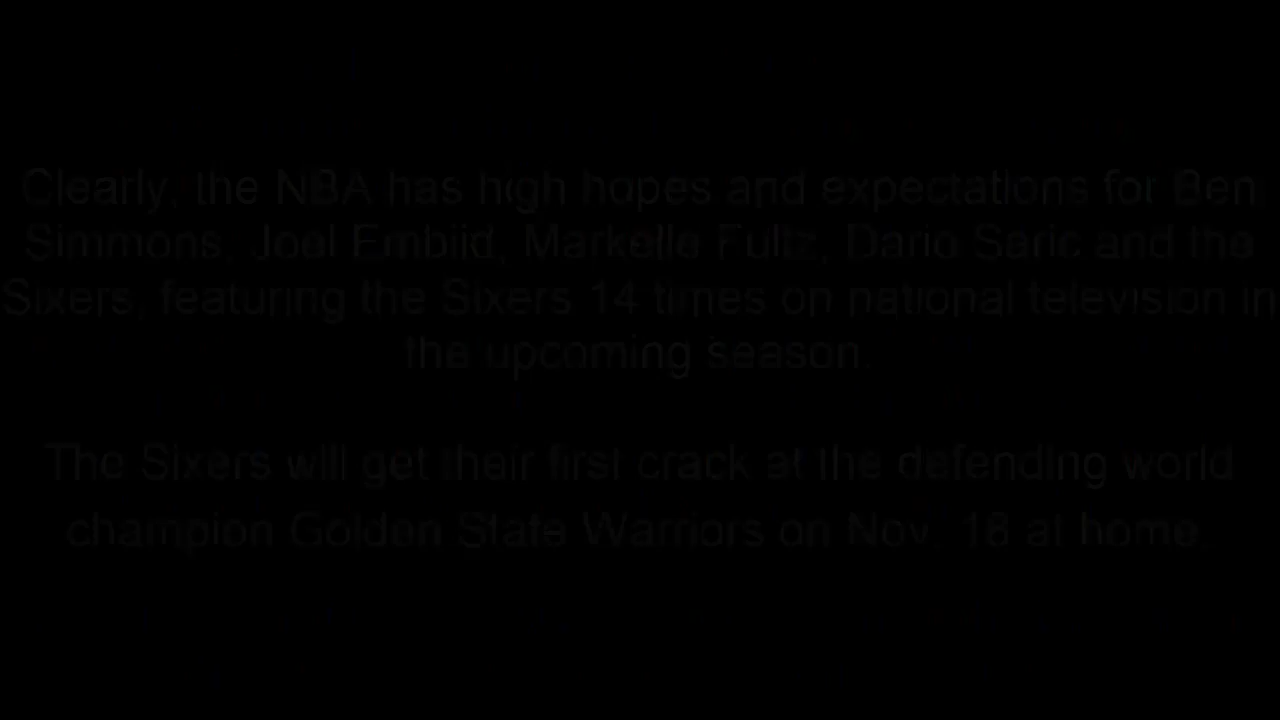 Clearly, the NBA has high hopes and expectations for Ben
Simmons, Joel Embiid, Markelle Fultz, Dario Saric and the
Sixers, featuring the Sixers 14 times on national television in
the upcoming season.
The Sixers will get their first crack at the defending world
champion Golden State Warriors on Nov. 18 at home.